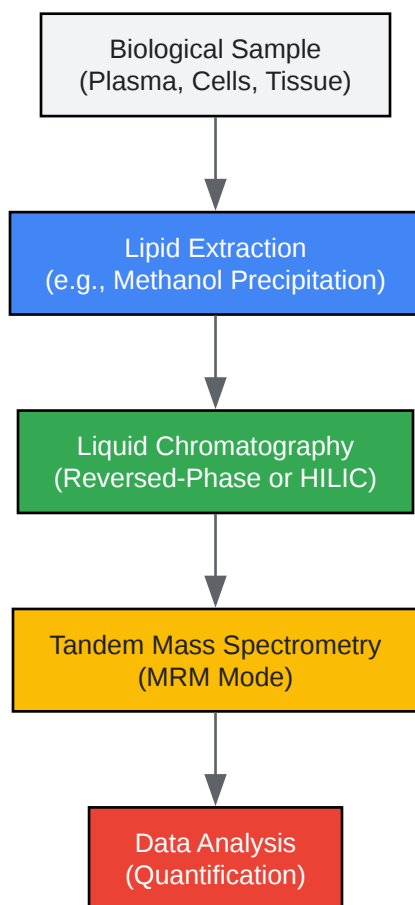 Biological Sample
(Plasma, Cells, Tissue)
Lipid Extraction
(e.g., Methanol Precipitation)
Liquid Chromatography
(Reversed-Phase or HILIC)
Tandem Mass Spectrometry
(MRM Mode)
Data Analysis
(Quantification)